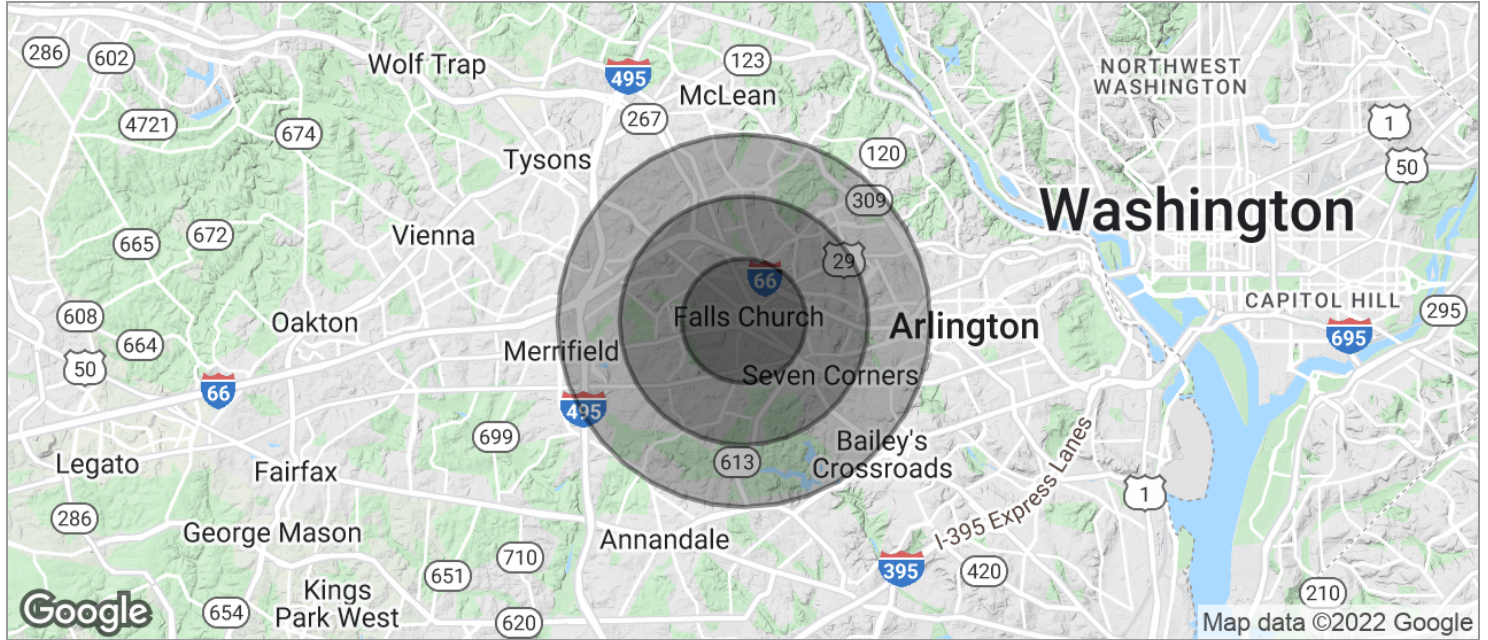 286
602
Wolf Trap
495
123
McLean
NORTHWEST
WASHINGTON
4721
674
267
1
Tysons
120
50
309
Washington
665
672
Vienna
29
66
608
Oakton
Falls Church
Arlington
CAPITOL HILL
295
664
Merrifield
695
50
66
Seven Corners
495
699
Bailey's
Crossroads
Legato
Fairfax
613
I-395 Express Lanes
1
286
George Mason
Annandale
710
395
420
651
Kings
Park West
654
620
210
Google
Map data ©2022 Google